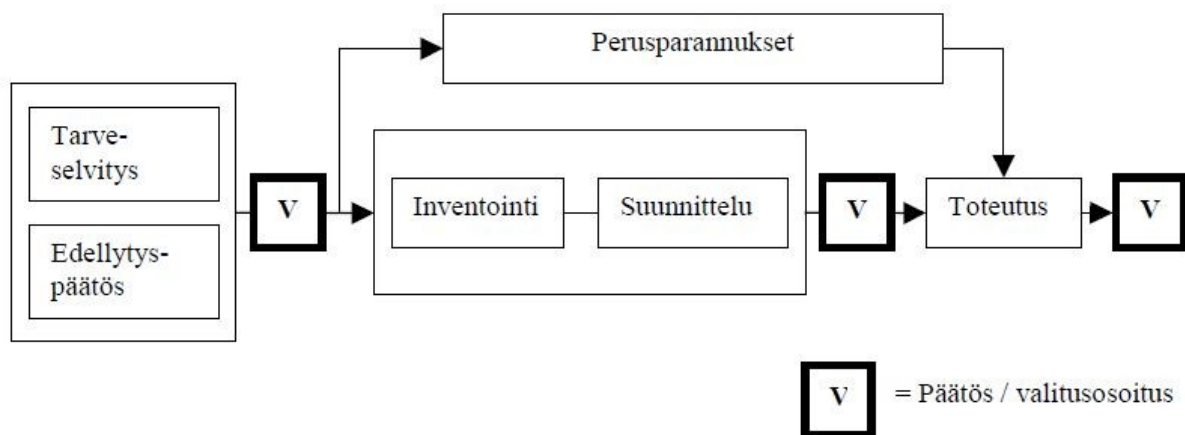 Perusparannukset
Tarve-
selvitys
Edellytys-
päätös
V
Inventointi
Suunnittelu
V
Toteutus
V
V = Päätös / valitusosoitus